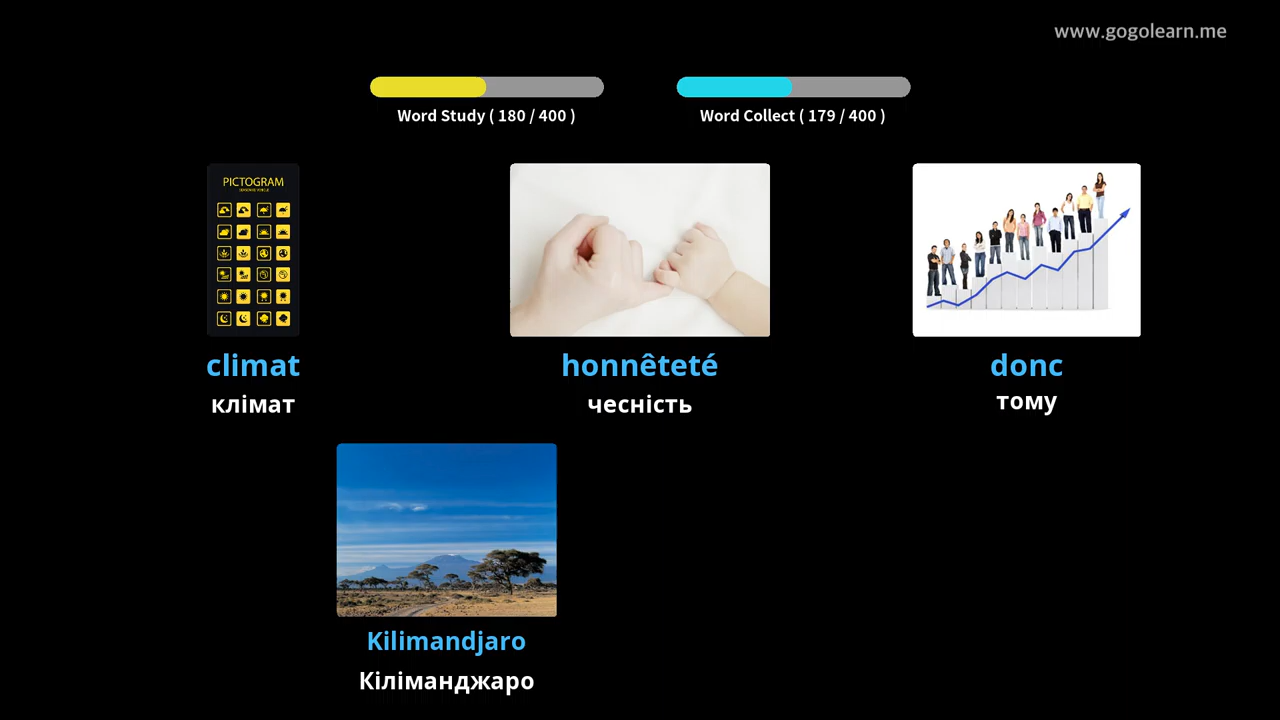 www.gogolearn.me
Word Study ( 180 / 400 )
Word Collect ( 179 / 400 )
PICTOGRAM
climat
honnêteté
donc
клімат
чесність
тому
Kilimandjaro
Кіліманджаро